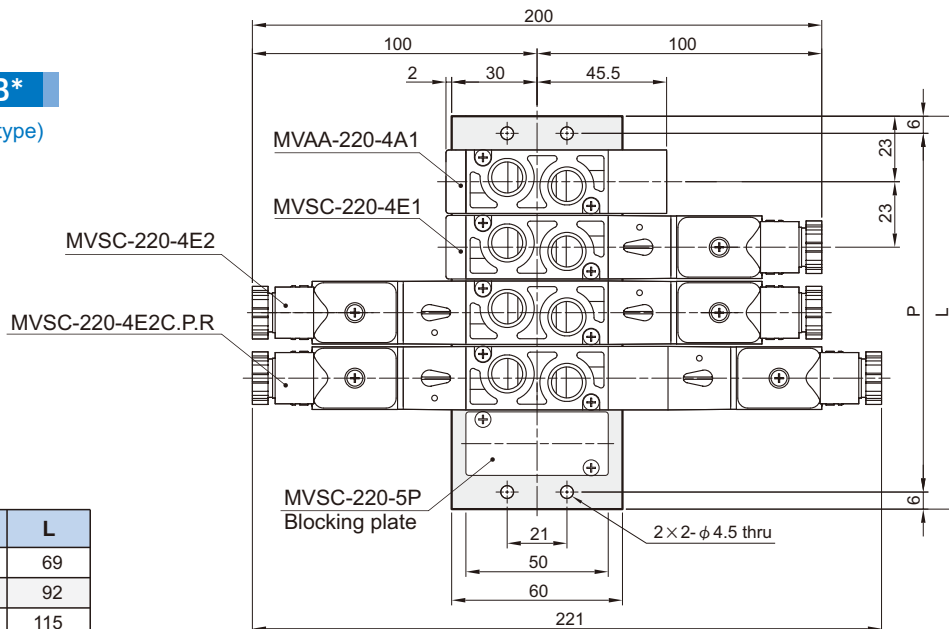 200
100
100
2
30
45.5
3*
type)
6
MVAA-220-4A1
23
MVSC-220-4E1
23
MVSC-220-4E2
MVSC-220-4E2C.P.R
P
L
MVSC-220-5P
Blocking plate
6
21
2×2-φ4.5 thru
50
60
221
L
69
92
115